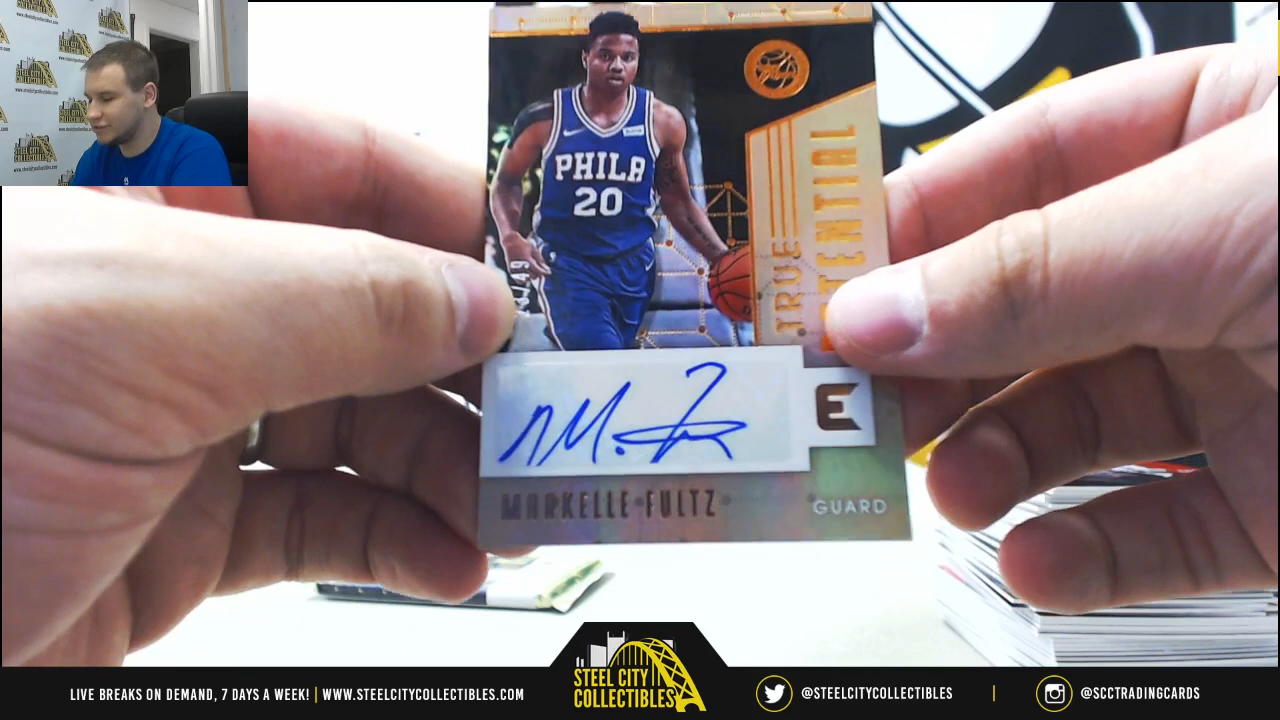 PHILA
20
TRUE
MARKELLE FULTZ
GUARD
E
STEEL CITY
COLLECTIBLES
LIVE BREAKS ON DEMAND, 7 DAYS A WEEK! | WWW.STEELCITYCOLLECTIBLES.COM
@STEELCITYCOLLECTIBLES
@SCCTRADINGCARDS